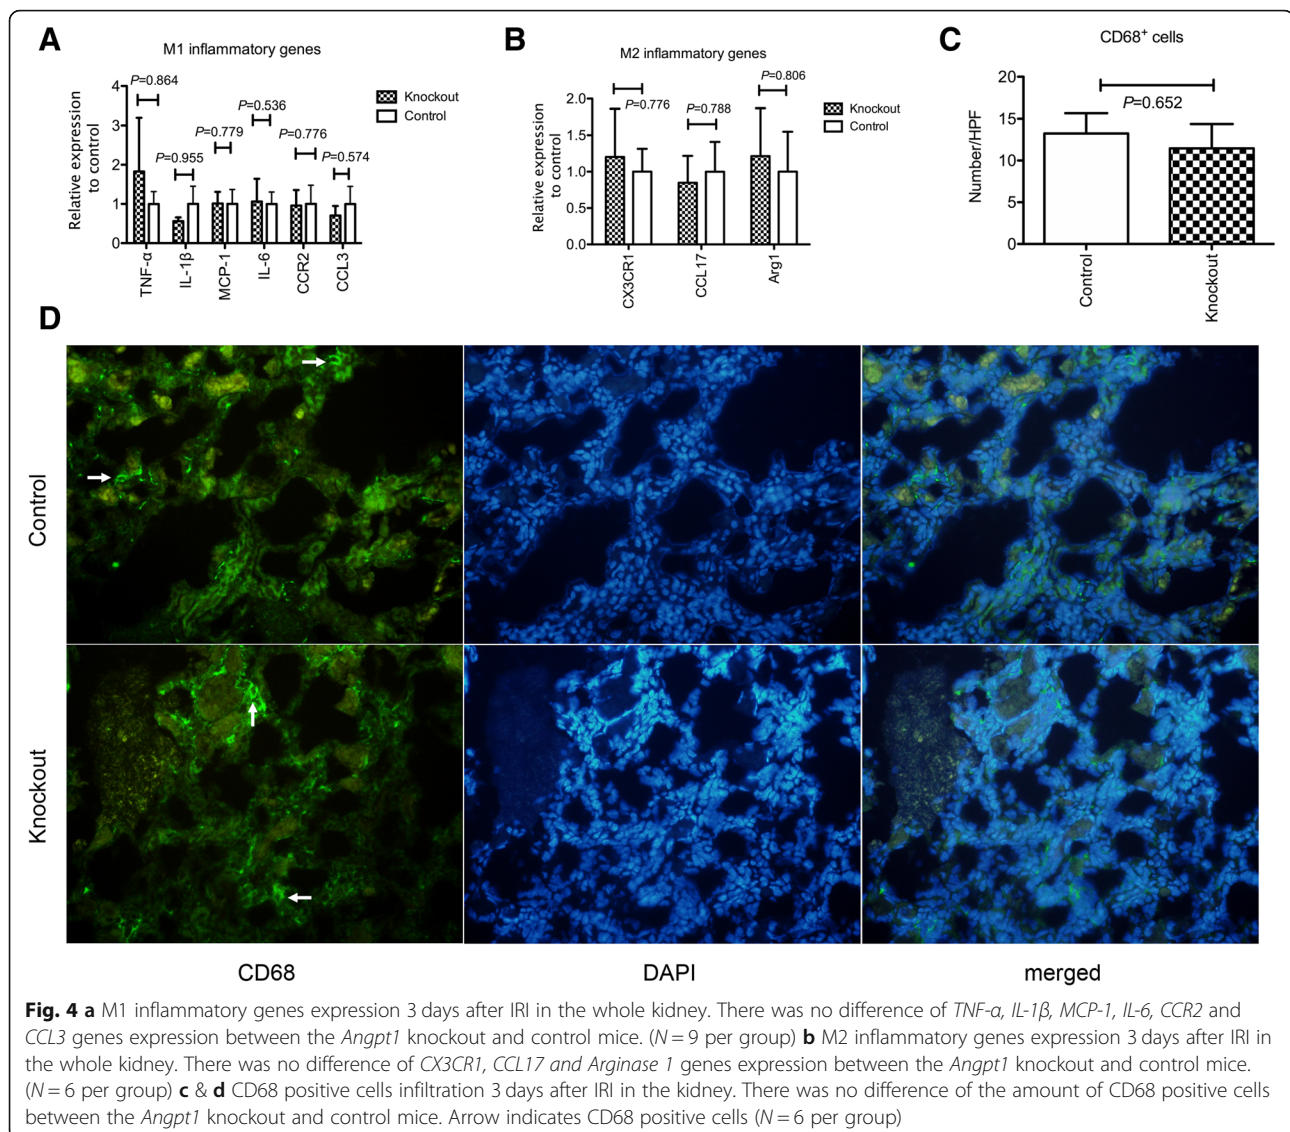 A
M1 inflammatory genes
Relative expression
to control
4
3
2
1
0
P=0.864
P=0.955
P=0.779
P=0.536
P=0.776
P=0.574
Knockout
Control
TNF-α
IL-1β
MCP-1
IL-6
CCR2
CCL3
B
M2 inflammatory genes
Relative expression
to control
2.0
1.5
1.0
0.5
0.0
P=0.776
P=0.788
P=0.806
Knockout
Control
CX3CR1
CCL17
Arg1
C
CD68⁺ cells
Number/HPF
20
15
10
5
0
P=0.652
Control
Knockout
D
Control
Knockout
CD68
DAPI
merged
Fig. 4 a M1 inflammatory genes expression 3 days after IRI in the whole kidney. There was no difference of TNF-α, IL-1β, MCP-1, IL-6, CCR2 and
CCL3 genes expression between the Angpt1 knockout and control mice. (N = 9 per group) b M2 inflammatory genes expression 3 days after IRI in
the whole kidney. There was no difference of CX3CR1, CCL17 and Arginase 1 genes expression between the Angpt1 knockout and control mice.
(N = 6 per group) c & d CD68 positive cells infiltration 3 days after IRI in the kidney. There was no difference of the amount of CD68 positive cells
between the Angpt1 knockout and control mice. Arrow indicates CD68 positive cells (N = 6 per group)